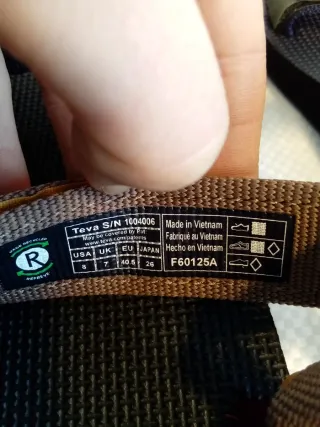 Teva S/N 1004006
May be covered by Pat.
www.teva.com/patents
USA UK EU JAPAN
8 7 40.5 26
Made in Vietnam
Fabriqué au Vietnam
Hecho en Vietnam
F60125A
R